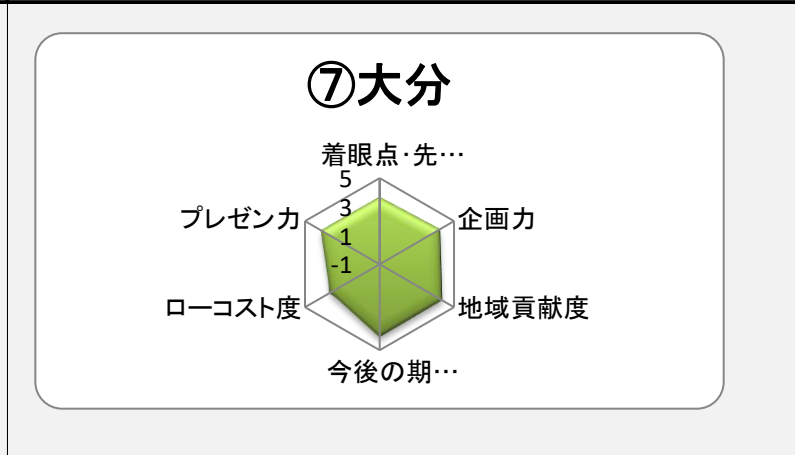 ⑦大分
着眼点・先…
5
3
1
-1
プレゼン力
企画力
ローコスト度
地域貢献度
今後の期…